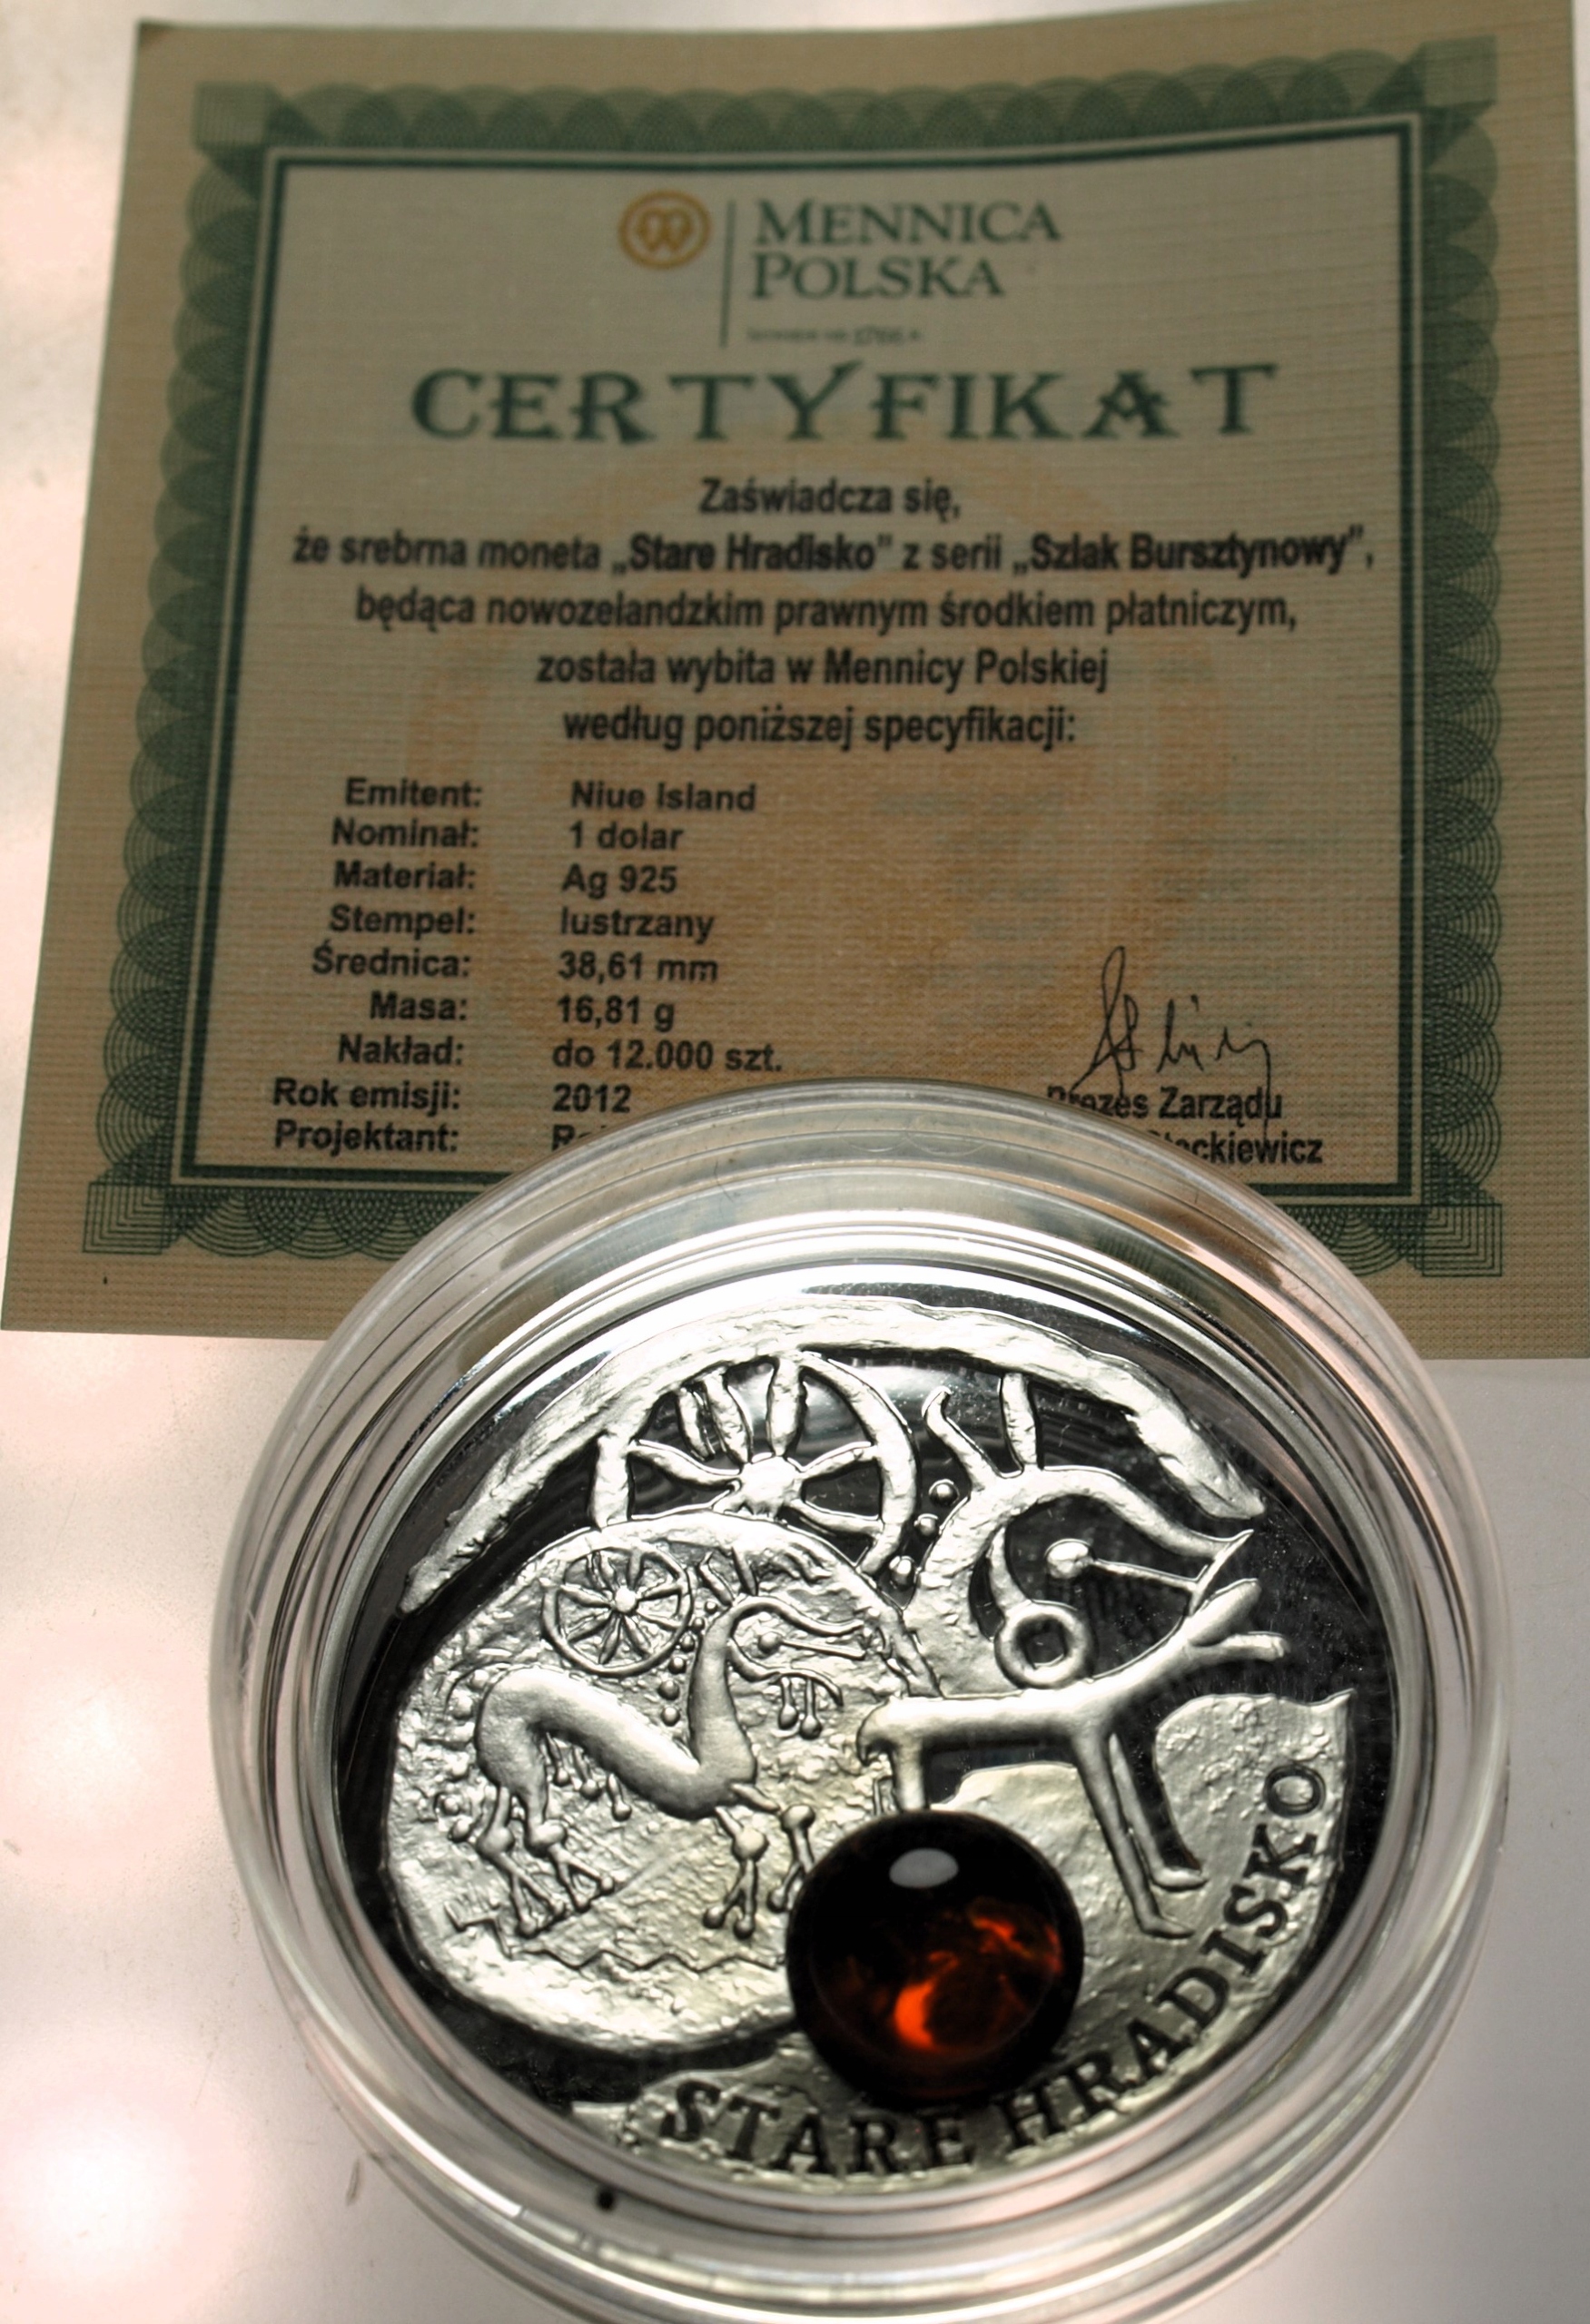 MENNICA
POLSKA
1766 r.
CERTYFIKAT
Zaświadcza się,
że srebrna moneta „Stare Hradisko” z serii „Szlak Bursztynowy”,
będąca nowozelandzkim prawnym środkiem płatniczym,
została wybita w Mennicy Polskiej
według poniższej specyfikacji:
Emitent: Niue Island
Nominał: 1 dolar
Materiał: Ag 925
Stempel: lustrzany
Średnica: 38,61 mm
Masa: 16,81 g
Nakład: do 12.000 szt.
Rok emisji: 2012
Prezes Zarządu
Projektant:
STARE HRADISKO